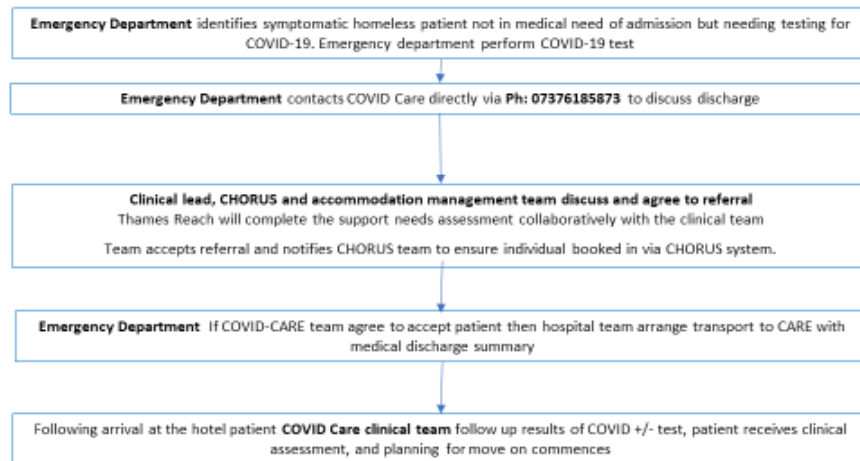 Emergency Department identifies symptomatic homeless patient not in medical need of admission but needing testing for
COVID-19. Emergency department perform COVID-19 test
Emergency Department contacts COVID Care directly via Ph: 07376185873 to discuss discharge
Clinical lead, CHORUS and accommodation management team discuss and agree to referral
Thames Reach will complete the support needs assessment collaboratively with the clinical team
Team accepts referral and notifies CHORUS team to ensure individual booked in via CHORUS system.
Emergency Department If COVID-CARE team agree to accept patient then hospital team arrange transport to CARE with
medical discharge summary
Following arrival at the hotel patient COVID Care clinical team follow up results of COVID +/- test, patient receives clinical
assessment, and planning for move on commences